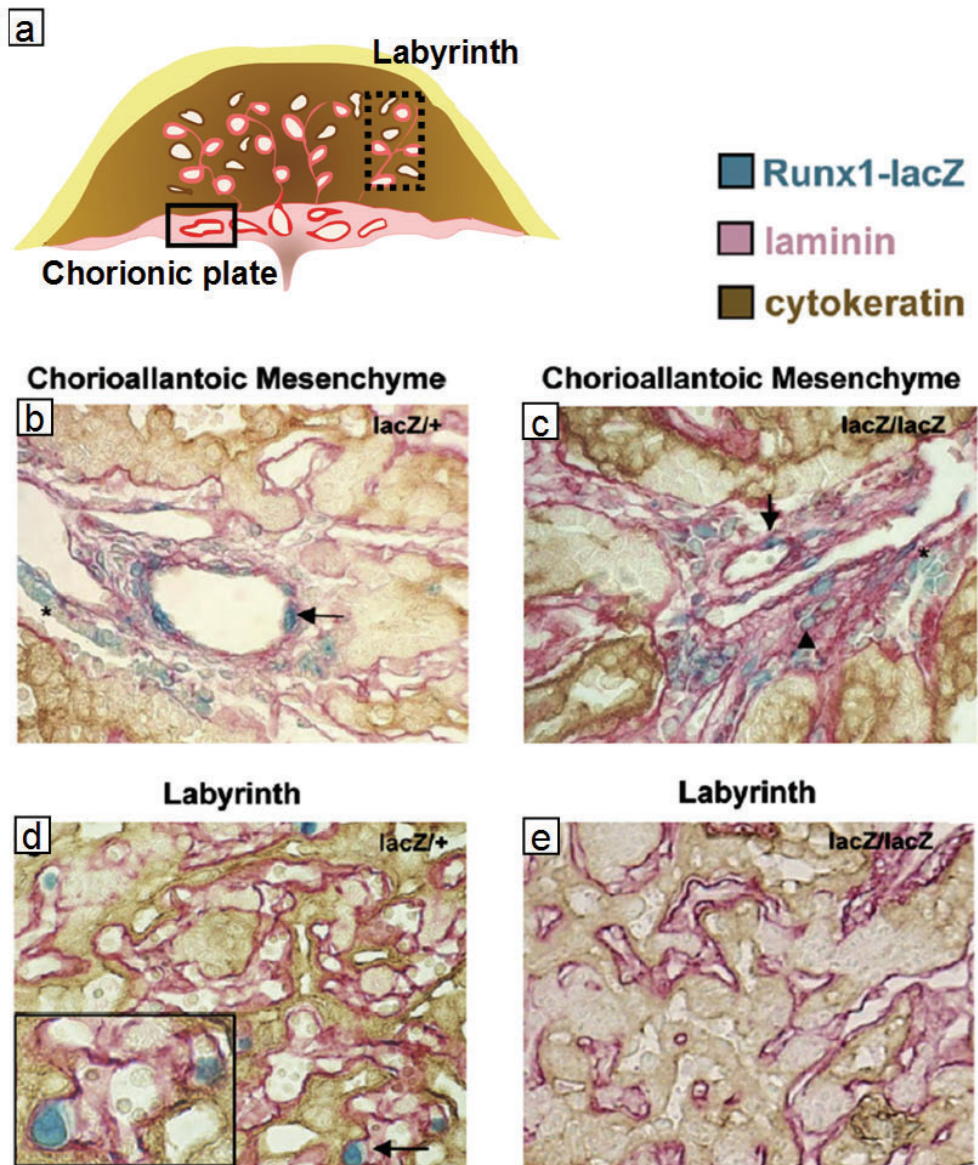 a
Labyrinth
Chorionic plate
Runx1-lacZ
laminin
cytokeratin
Chorioallantoic Mesenchyme
Chorioallantoic Mesenchyme
b
lacZ/+
c
lacZ/lacZ
*
*
Labyrinth
Labyrinth
d
lacZ/+
e
lacZ/lacZ